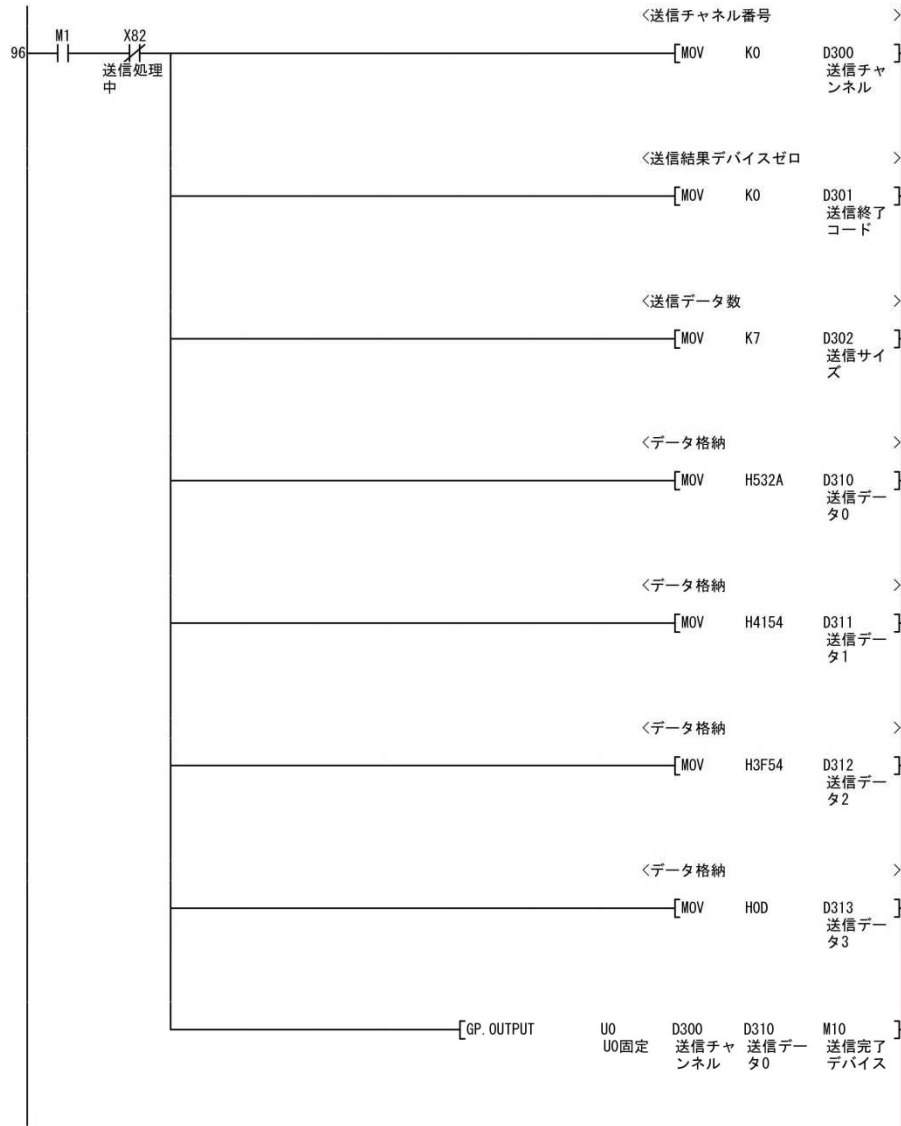 <送信チャネル番号 >
96 M1 X82 [MOV K0 D300 ]
送信処理 送信チャ
中 ンネル
<送信結果デバイスゼロ >
[MOV K0 D301 ]
送信終了
コード
<送信データ数 >
[MOV K7 D302 ]
送信サイ
ズ
<データ格納 >
[MOV H532A D310 ]
送信デー
タ0
<データ格納 >
[MOV H4154 D311 ]
送信デー
タ1
<データ格納 >
[MOV H3F54 D312 ]
送信デー
タ2
<データ格納 >
[MOV H0D D313 ]
送信デー
タ3
[GP.OUTPUT U0 D300 D310 M10 ]
U0固定 送信チャ 送信デー 送信完了
ンネル タ0 デバイス